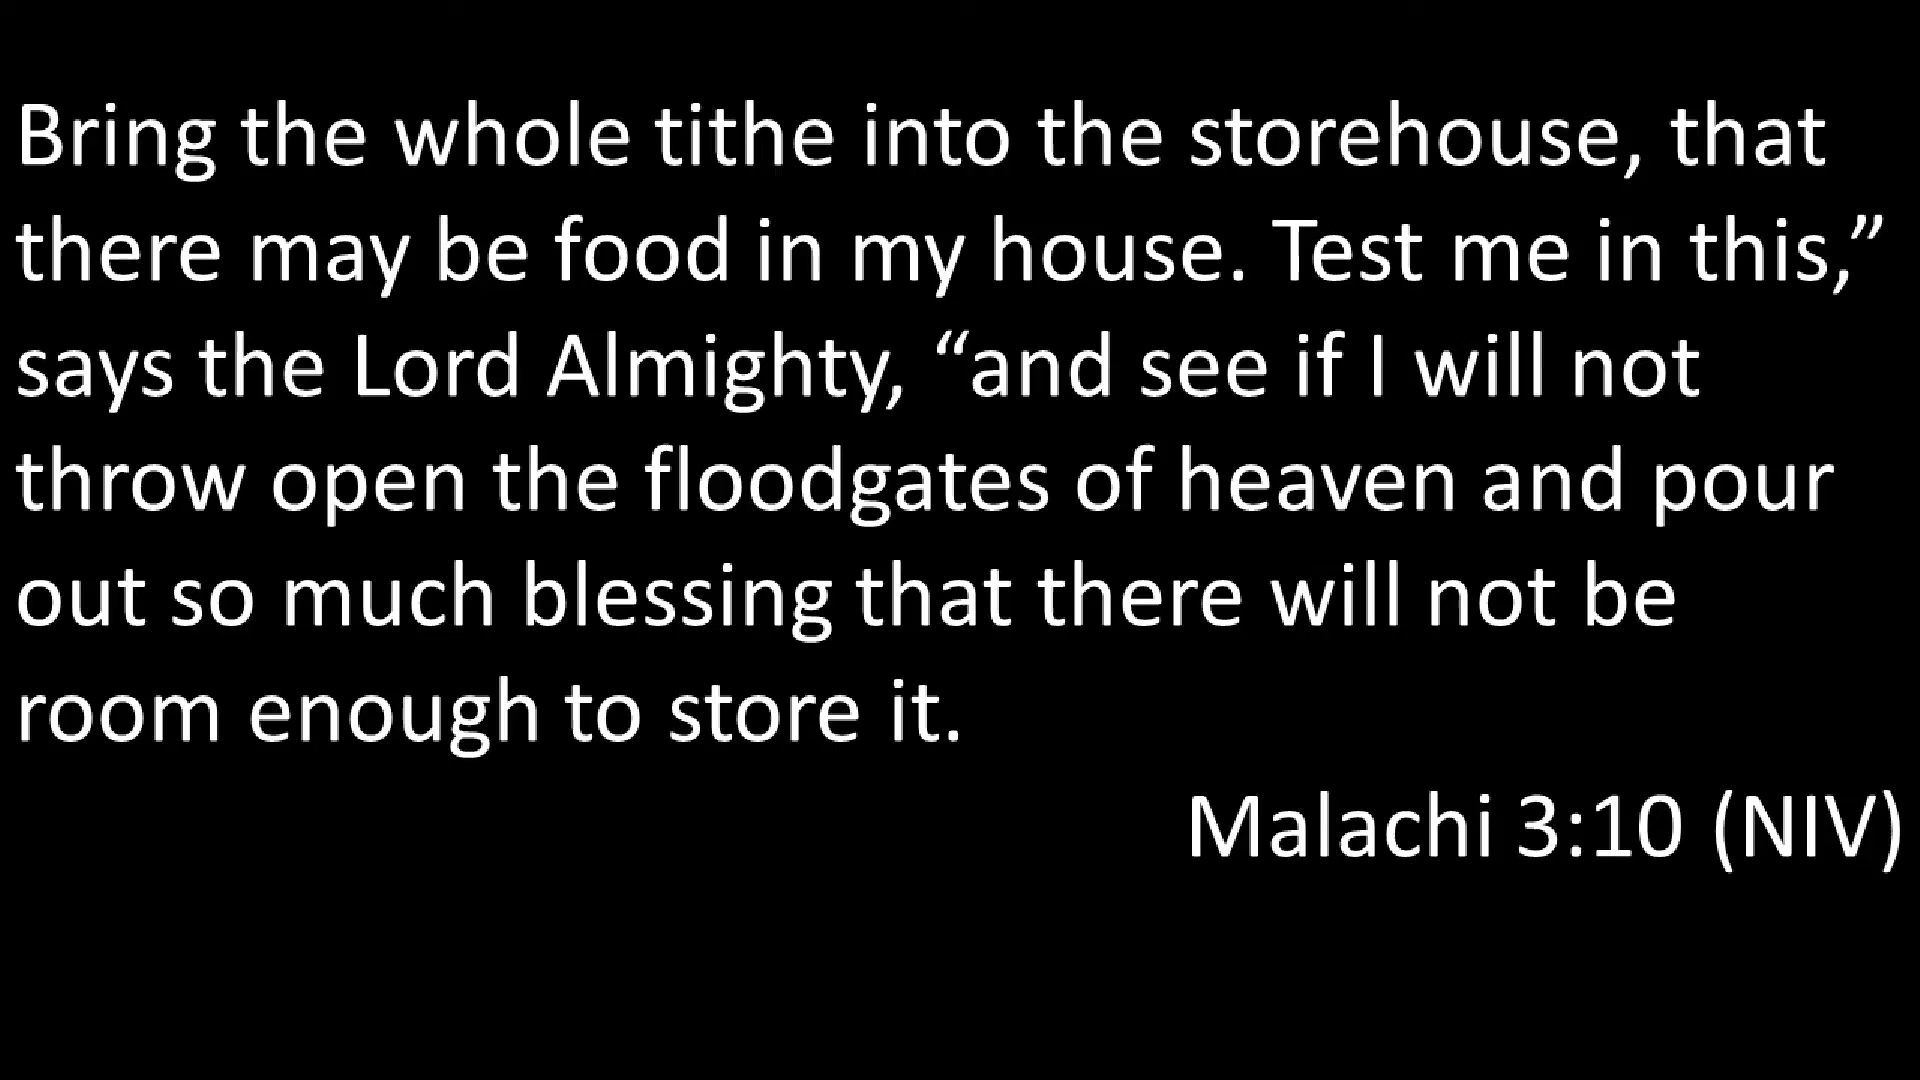 Bring the whole tithe into the storehouse, that
there may be food in my house. Test me in this,”
says the Lord Almighty, “and see if I will not
throw open the floodgates of heaven and pour
out so much blessing that there will not be
room enough to store it.
Malachi 3:10 (NIV)